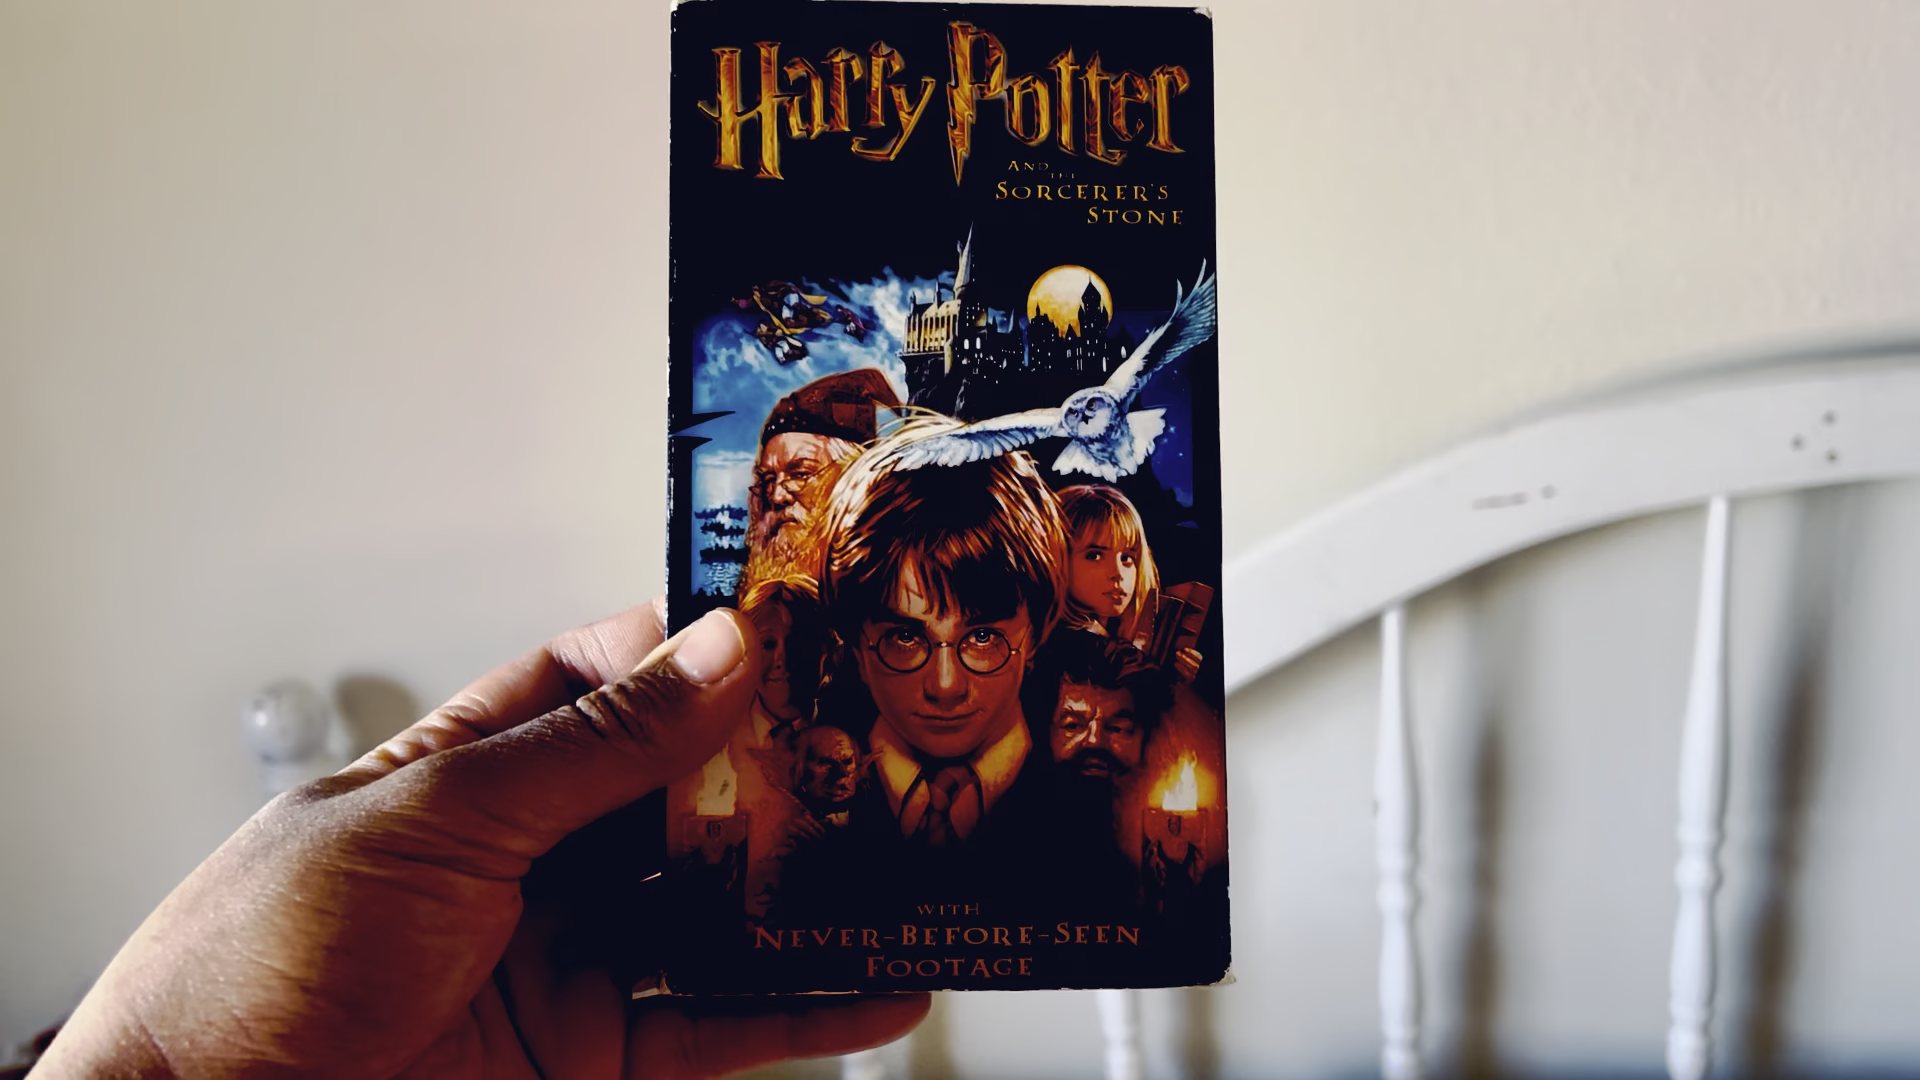 Harry Potter
AND THE
SORCERER'S
STONE
WITH
NEVER-BEFORE-SEEN
FOOTAGE